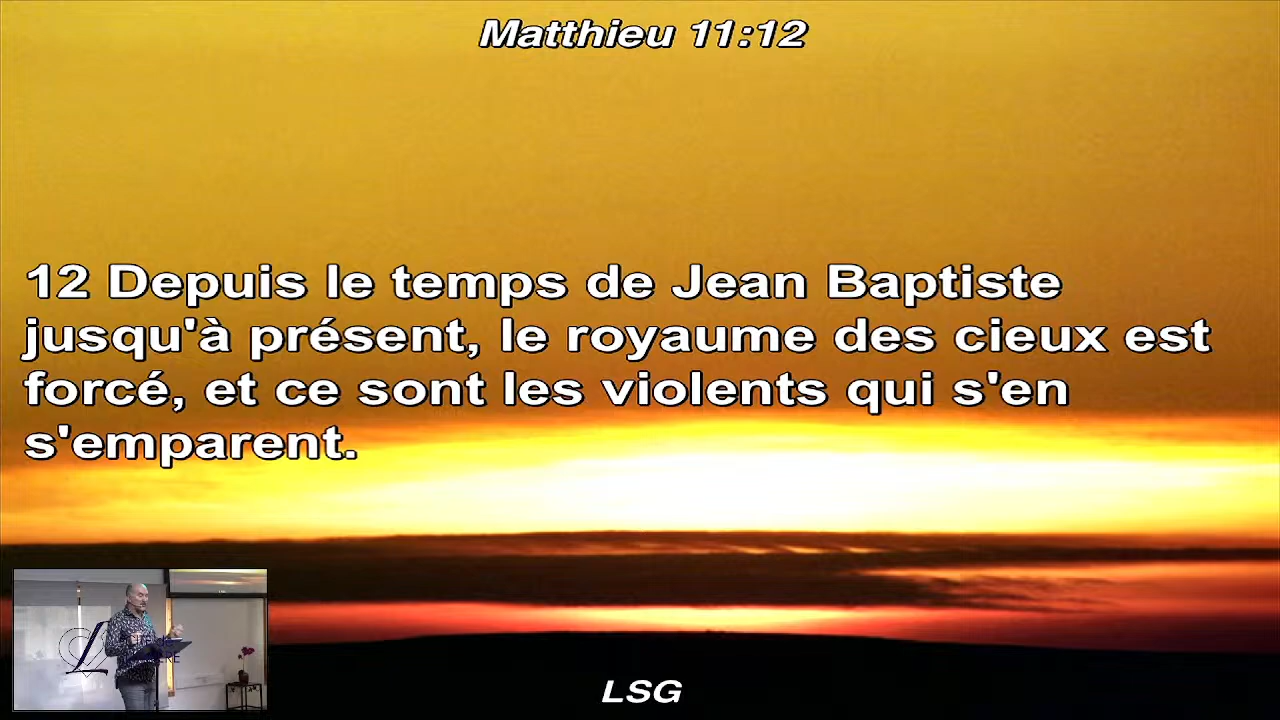 Matthieu 11:12
12 Depuis le temps de Jean Baptiste
jusqu'à présent, le royaume des cieux est
forcé, et ce sont les violents qui s'en
s'emparent.
LSG